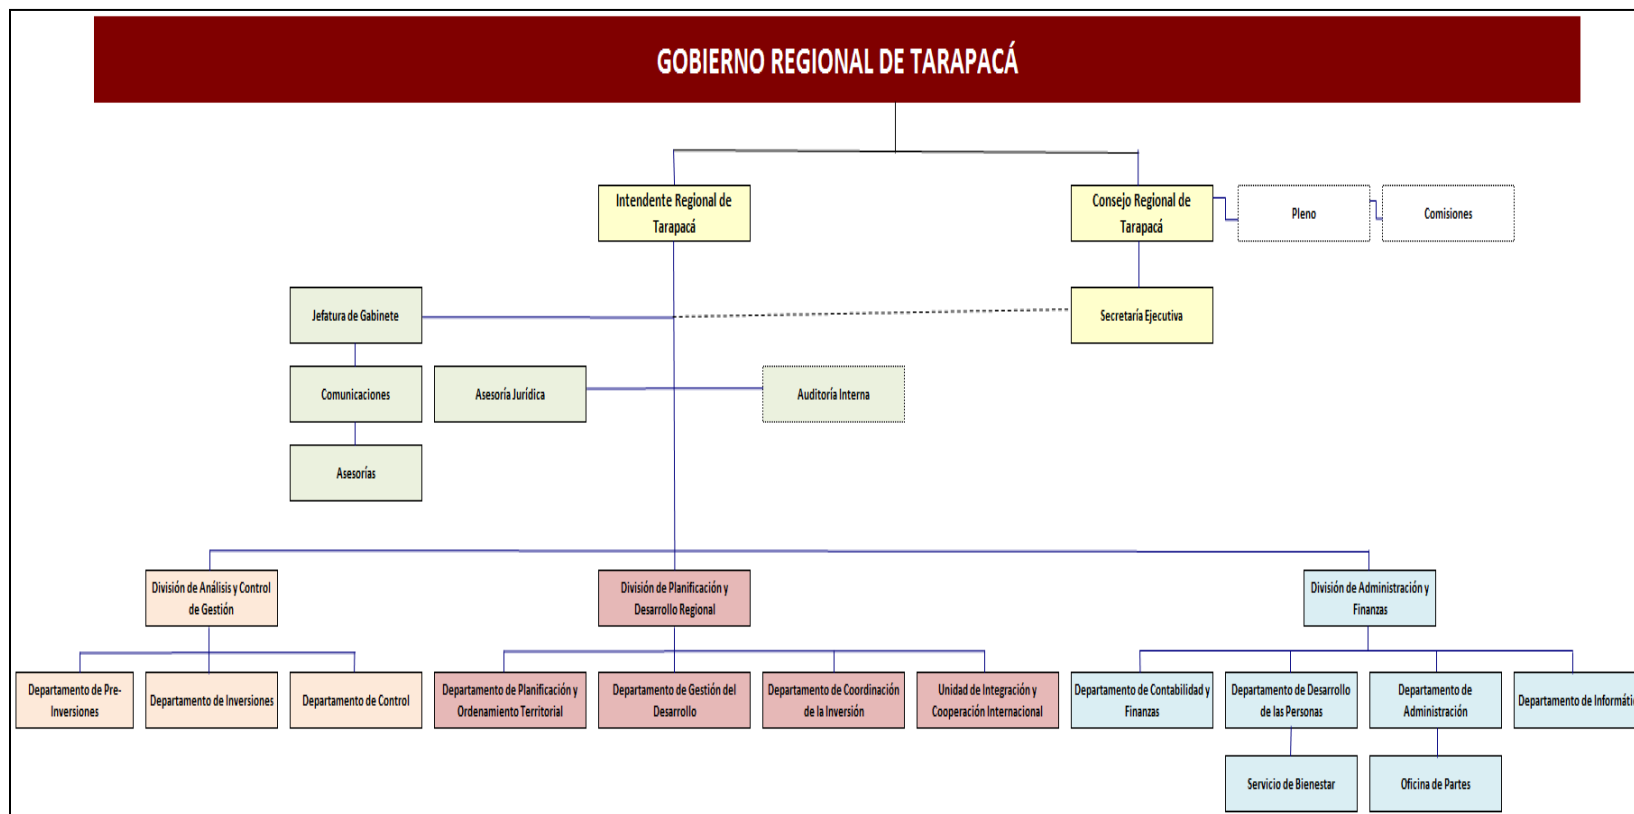 GOBIERNO REGIONAL DE TARAPACÁ
Intendente Regional de
Tarapacá
Consejo Regional de
Tarapacá
Pleno
Comisiones
Jefatura de Gabinete
Secretaría Ejecutiva
Comunicaciones
Asesoría Jurídica
Auditoría Interna
Asesorías
División de Análisis y Control
de Gestión
División de Planificación y
Desarrollo Regional
División de Administración y
Finanzas
Departamento de Pre-
Inversiones
Departamento de Inversiones
Departamento de Control
Departamento de Planificación y
Ordenamiento Territorial
Departamento de Gestión del
Desarrollo
Departamento de Coordinación
de la Inversión
Unidad de Integración y
Cooperación Internacional
Departamento de Contabilidad y
Finanzas
Departamento de Desarrollo
de las Personas
Departamento de
Administración
Departamento de
Servicio de Bienestar
Oficina de Partes